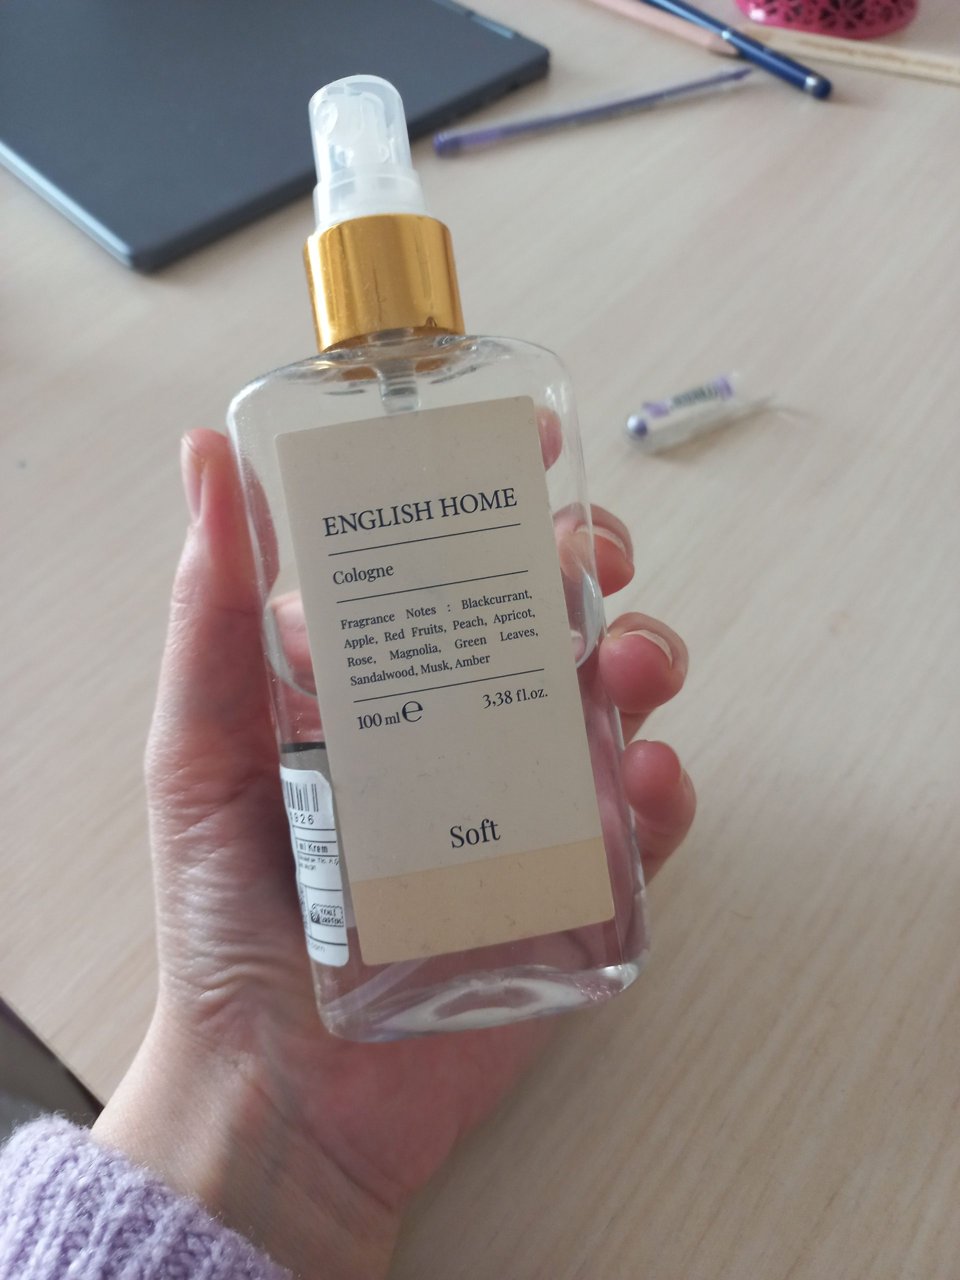 ENGLISH HOME
Cologne
Fragrance Notes : Blackcurrant,
Apple, Red Fruits, Peach, Apricot,
Rose, Magnolia, Green Leaves,
Sandalwood, Musk, Amber
100 ml ℮ 3,38 fl.oz.
Soft
926
ml Krem